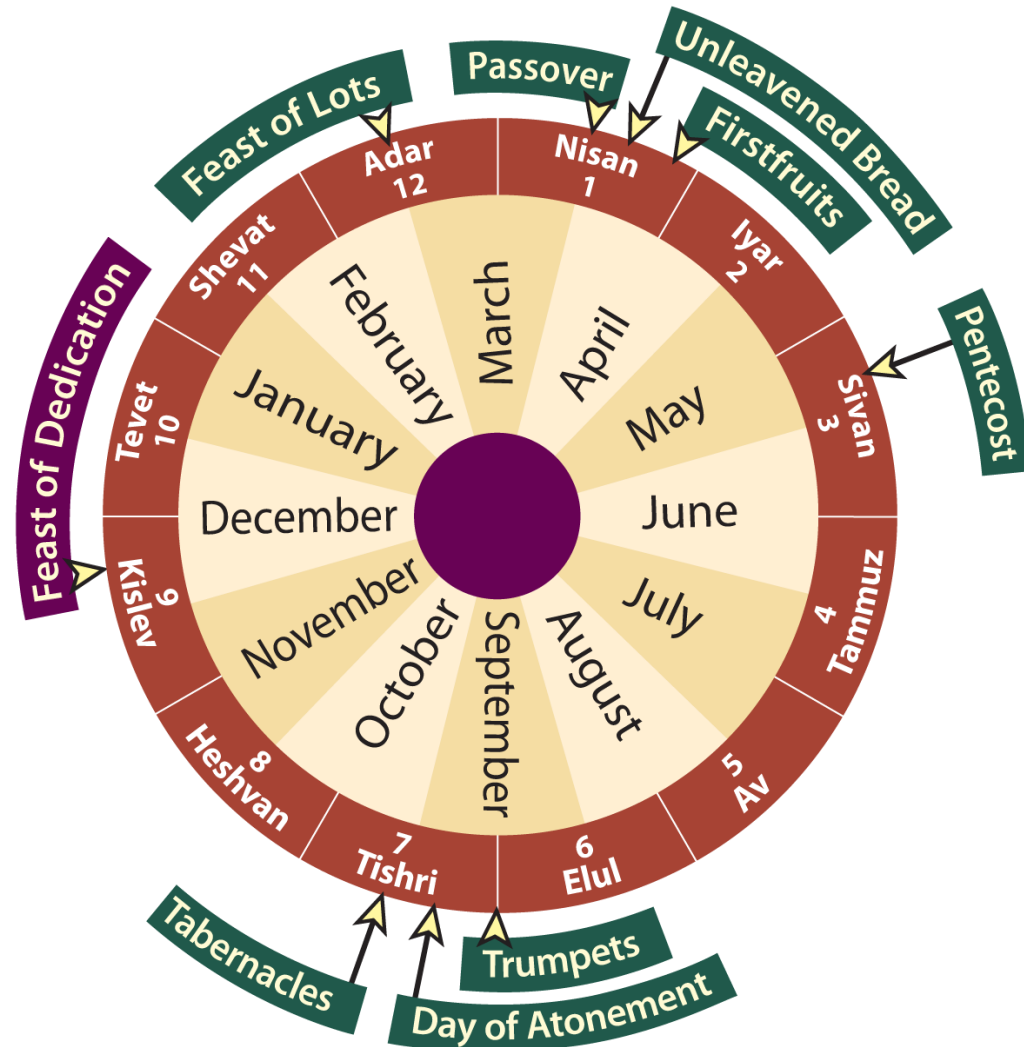 Passover
Unleavened Bread
Firstfruits
Pentecost
Trumpets
Day of Atonement
Tabernacles
Feast of Dedication
Feast of Lots
Nisan
1
Iyar
2
Sivan
3
Tammuz
4
Av
5
Elul
6
Tishri
7
Heshvan
8
Kislev
9
Tevet
10
Shevat
11
Adar
12
March
April
May
June
July
August
September
October
November
December
January
February